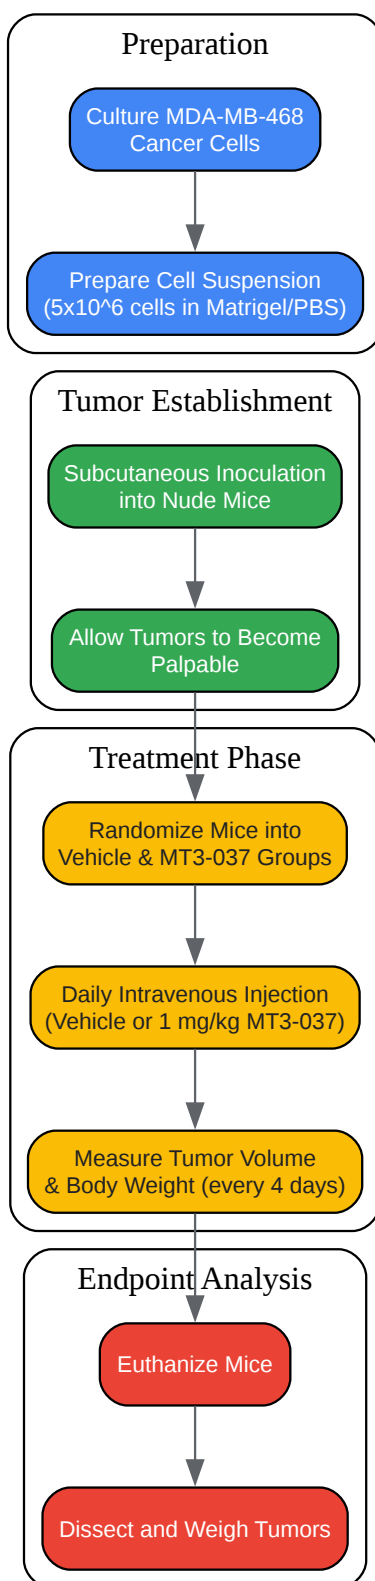 Preparation
Culture MDA-MB-468
Cancer Cells
Prepare Cell Suspension
(5x10^6 cells in Matrigel/PBS)
Tumor Establishment
Subcutaneous Inoculation
into Nude Mice
Allow Tumors to Become
Palpable
Treatment Phase
Randomize Mice into
Vehicle & MT3-037 Groups
Daily Intravenous Injection
(Vehicle or 1 mg/kg MT3-037)
Measure Tumor Volume
& Body Weight (every 4 days)
Endpoint Analysis
Euthanize Mice
Dissect and Weigh Tumors